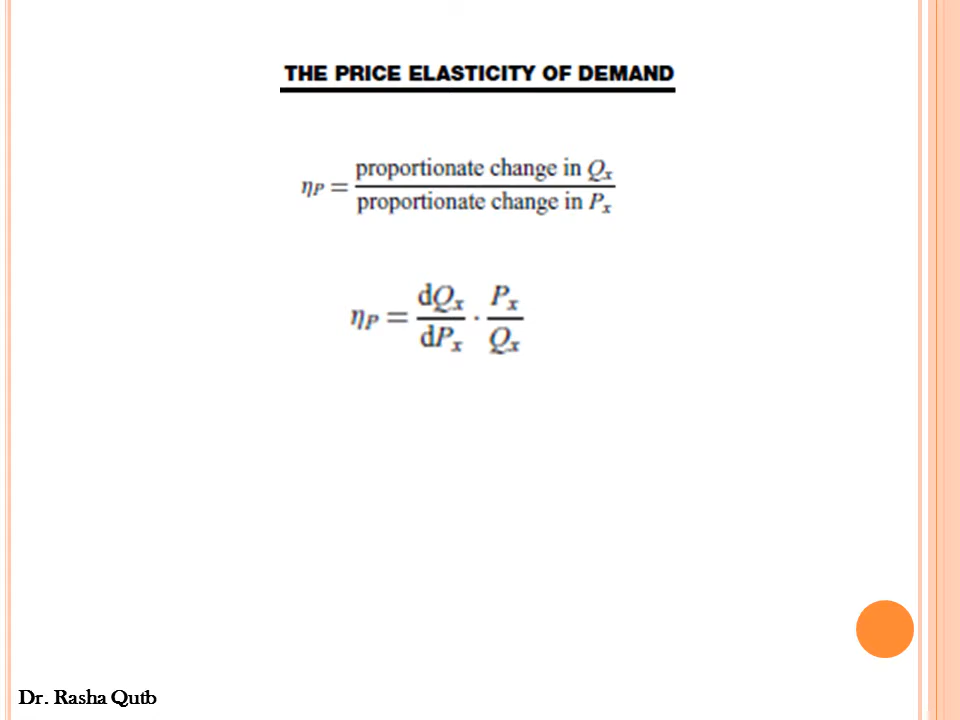 THE PRICE ELASTICITY OF DEMAND
ηP = proportionate change in Qx / proportionate change in Px
ηP = dQx/dPx · Px/Qx
Dr. Rasha Qutb